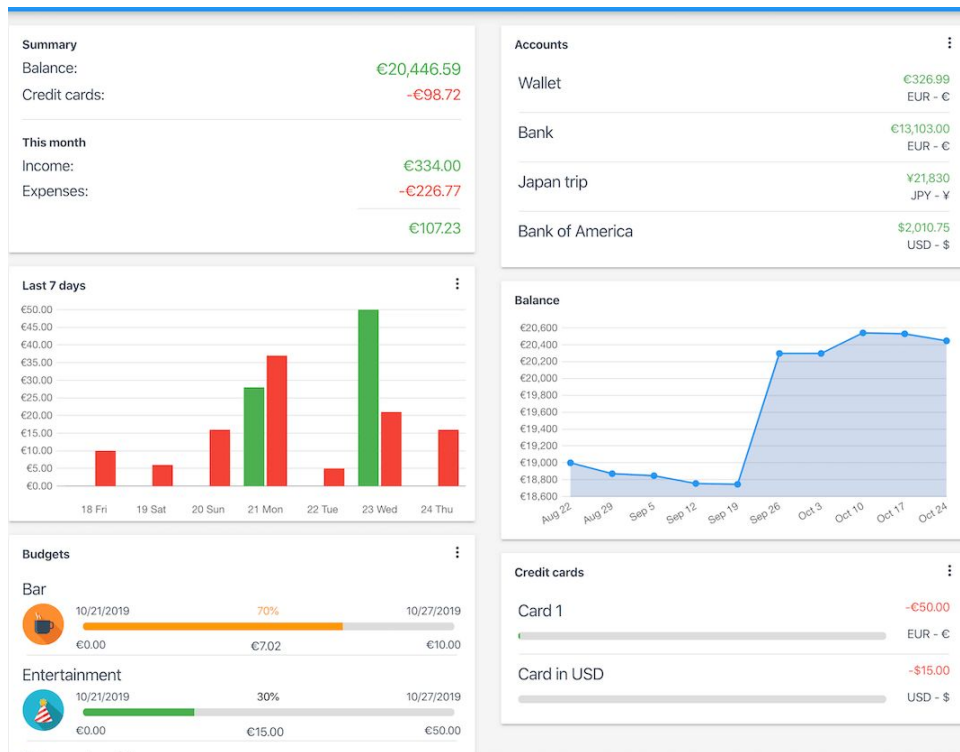 Summary
Balance: €20,446.59
Credit cards: -€98.72
This month
Income: €334.00
Expenses: -€226.77
€107.23
Last 7 days
€50.00
€45.00
€40.00
€35.00
€30.00
€25.00
€20.00
€15.00
€10.00
€5.00
€0.00
18 Fri 19 Sat 20 Sun 21 Mon 22 Tue 23 Wed 24 Thu
Budgets
Bar
10/21/2019 70% 10/27/2019
€0.00 €7.02 €10.00
Entertainment
10/21/2019 30% 10/27/2019
€0.00 €15.00 €50.00
Accounts
Wallet €326.99
EUR - €
Bank €13,103.00
EUR - €
Japan trip ¥21,830
JPY - ¥
Bank of America $2,010.75
USD - $
Balance
€20,600
€20,400
€20,200
€20,000
€19,800
€19,600
€19,400
€19,200
€19,000
€18,800
€18,600
Aug 22 Aug 29 Sep 5 Sep 12 Sep 19 Sep 26 Oct 3 Oct 10 Oct 17 Oct 24
Credit cards
Card 1 -€50.00
EUR - €
Card in USD -$15.00
USD - $